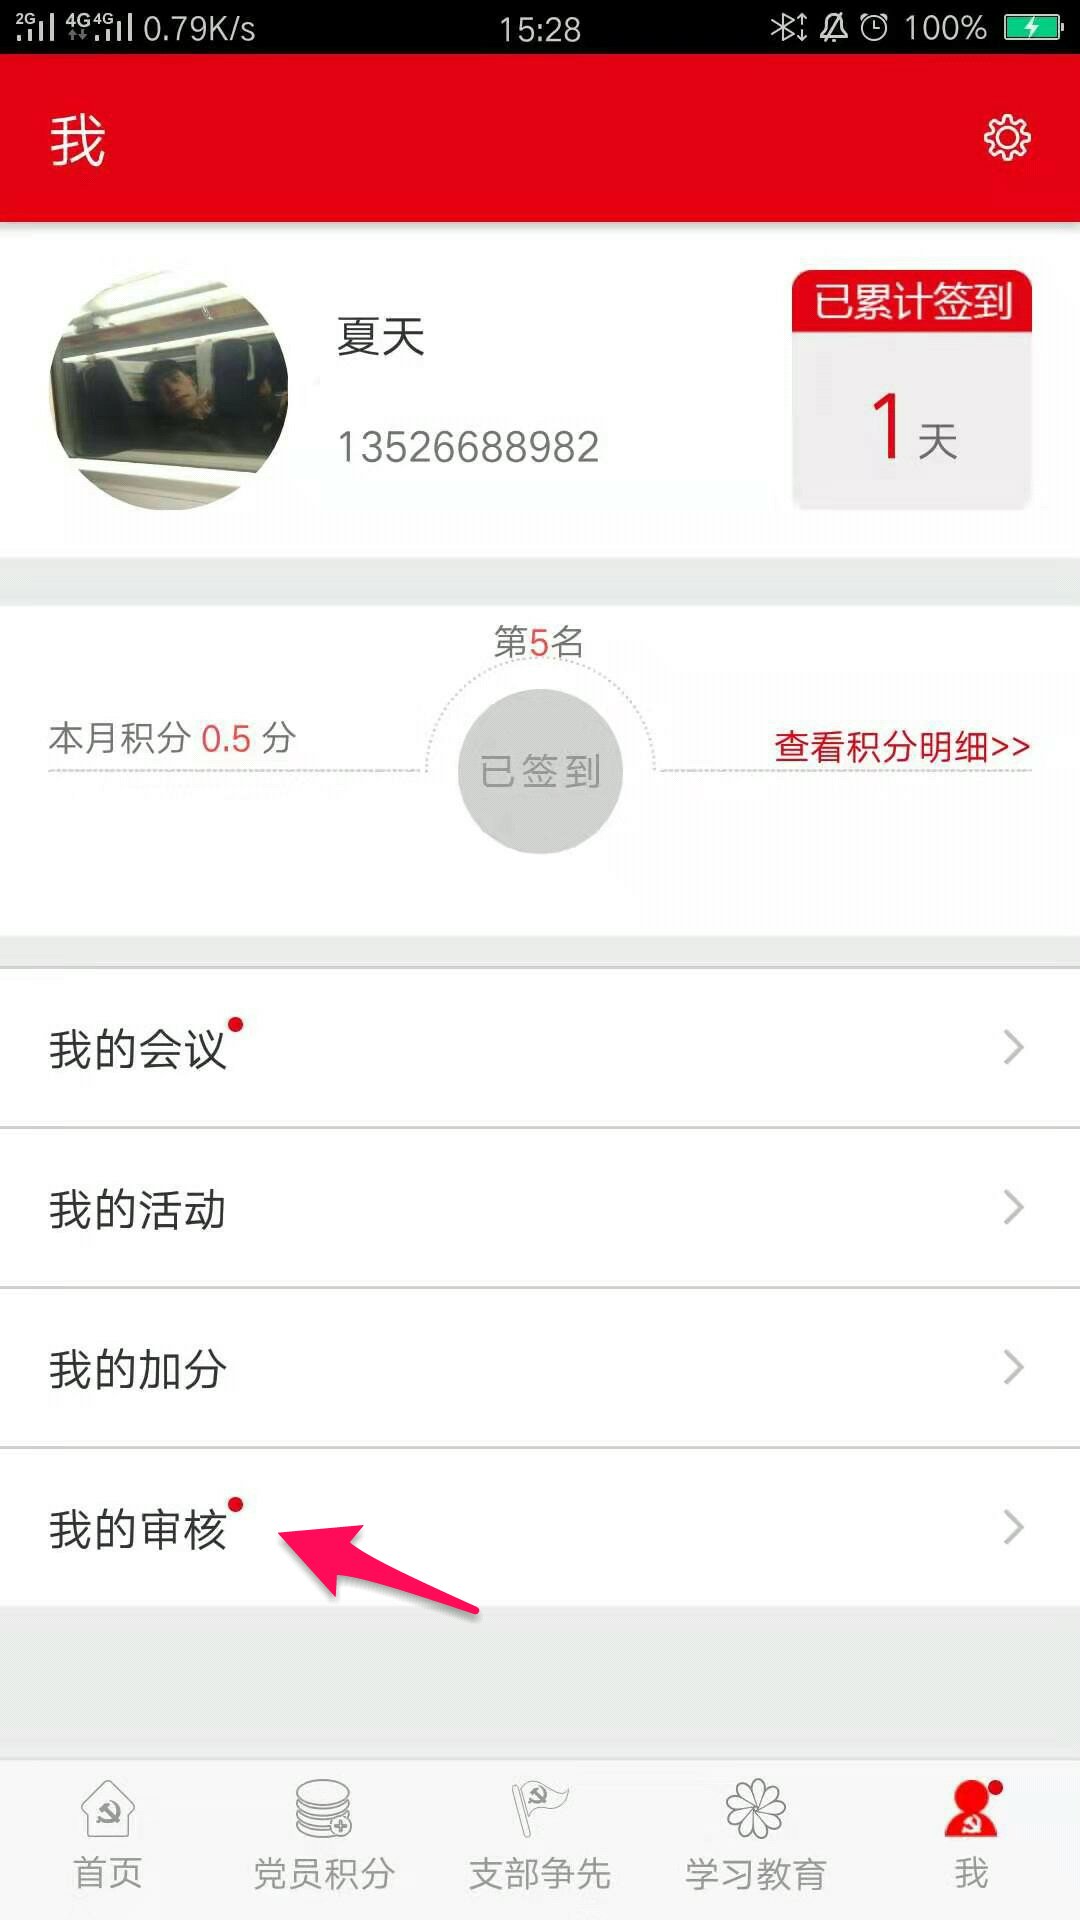 2G 4G 4G 0.79K/s 15:28 100%
我
夏天
13526688982
已累计签到
1天
第5名
本月积分 0.5 分
已签到
查看积分明细>>
我的会议
我的活动
我的加分
我的审核
首页 党员积分 支部争先 学习教育 我